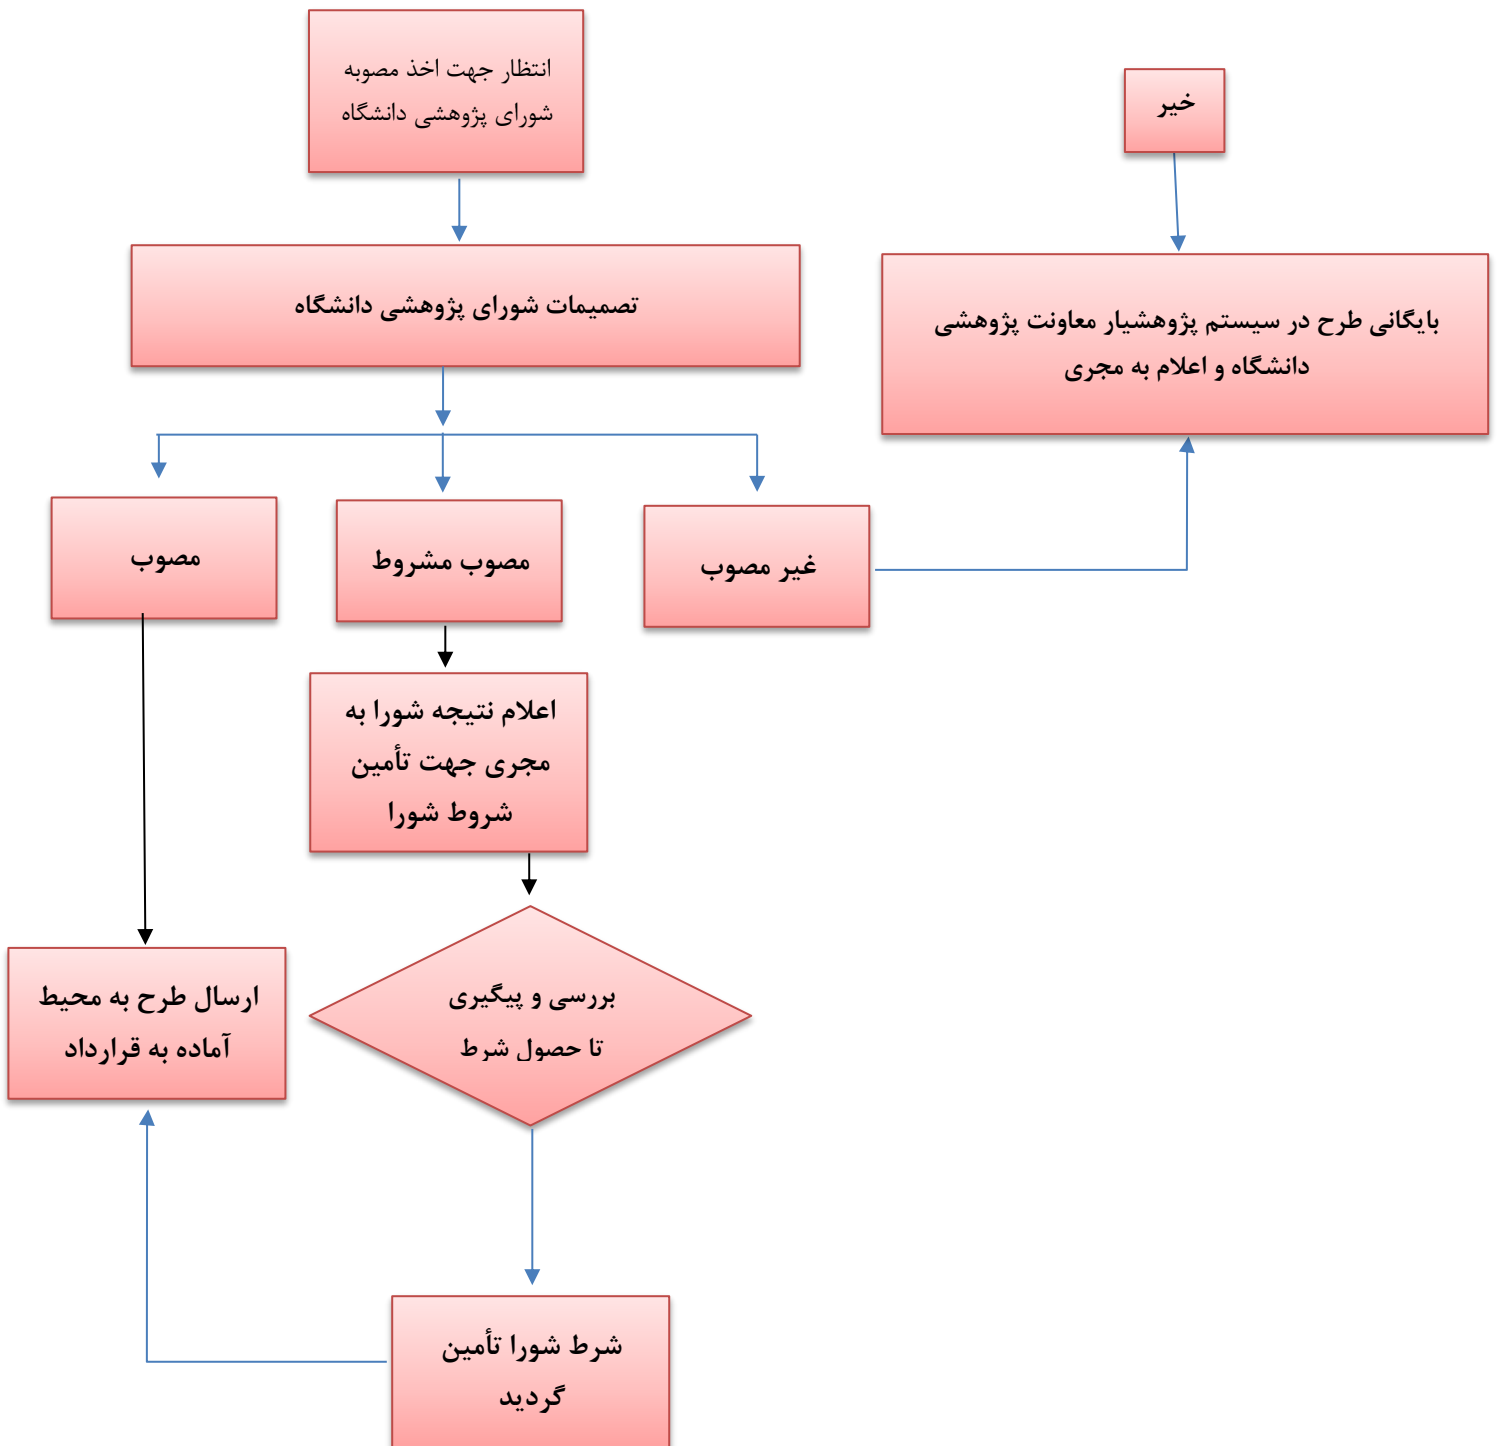 انتظار جهت اخذ مصوبه
شورای پژوهشی دانشگاه
خیر
تصمیمات شورای پژوهشی دانشگاه
بایگانی طرح در سیستم پژوهشیار معاونت پژوهشی
دانشگاه و اعلام به مجری
مصوب
مصوب مشروط
غیر مصوب
اعلام نتیجه شورا به
مجری جهت تأمین
شروط شورا
ارسال طرح به محیط
آماده به قرارداد
بررسی و پیگیری
تا حصول شرط
شرط شورا تأمین
گردید